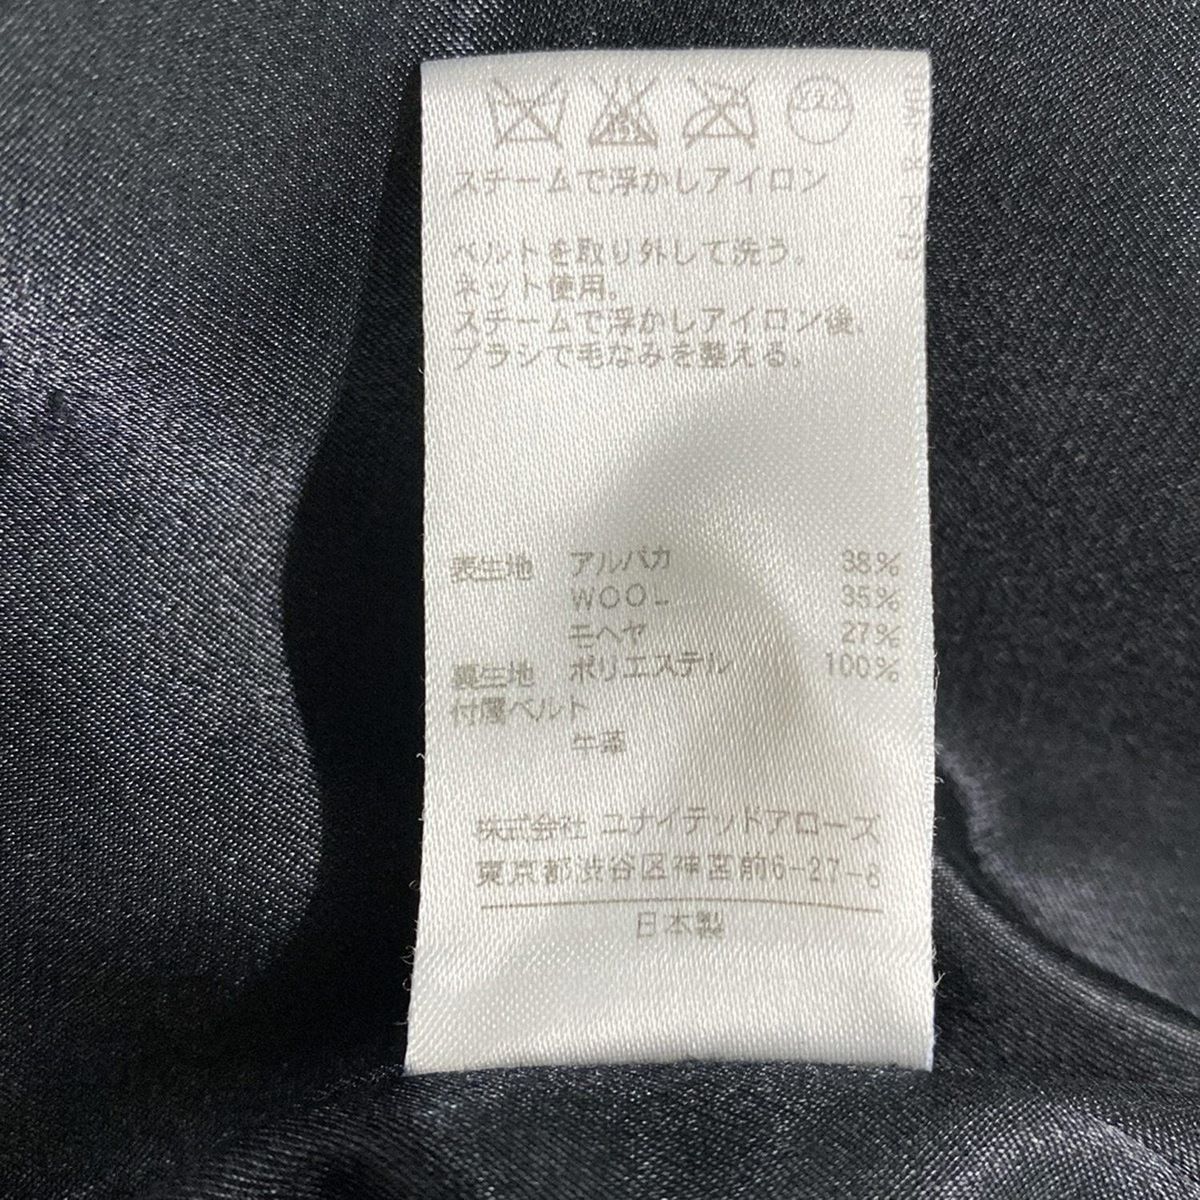 スチームで浮かしアイロン
ベルトを取り外して洗う。
ネット使用。
スチームで浮かしアイロン後、
ブラシで毛なみを整える。
表生地 アルパカ 38%
WOOL 35%
モヘヤ 27%
裏生地 ポリエステル 100%
付属ベルト
牛革
株式会社 ユナイテッドアローズ
東京都渋谷区神宮前6-27-8
日本製